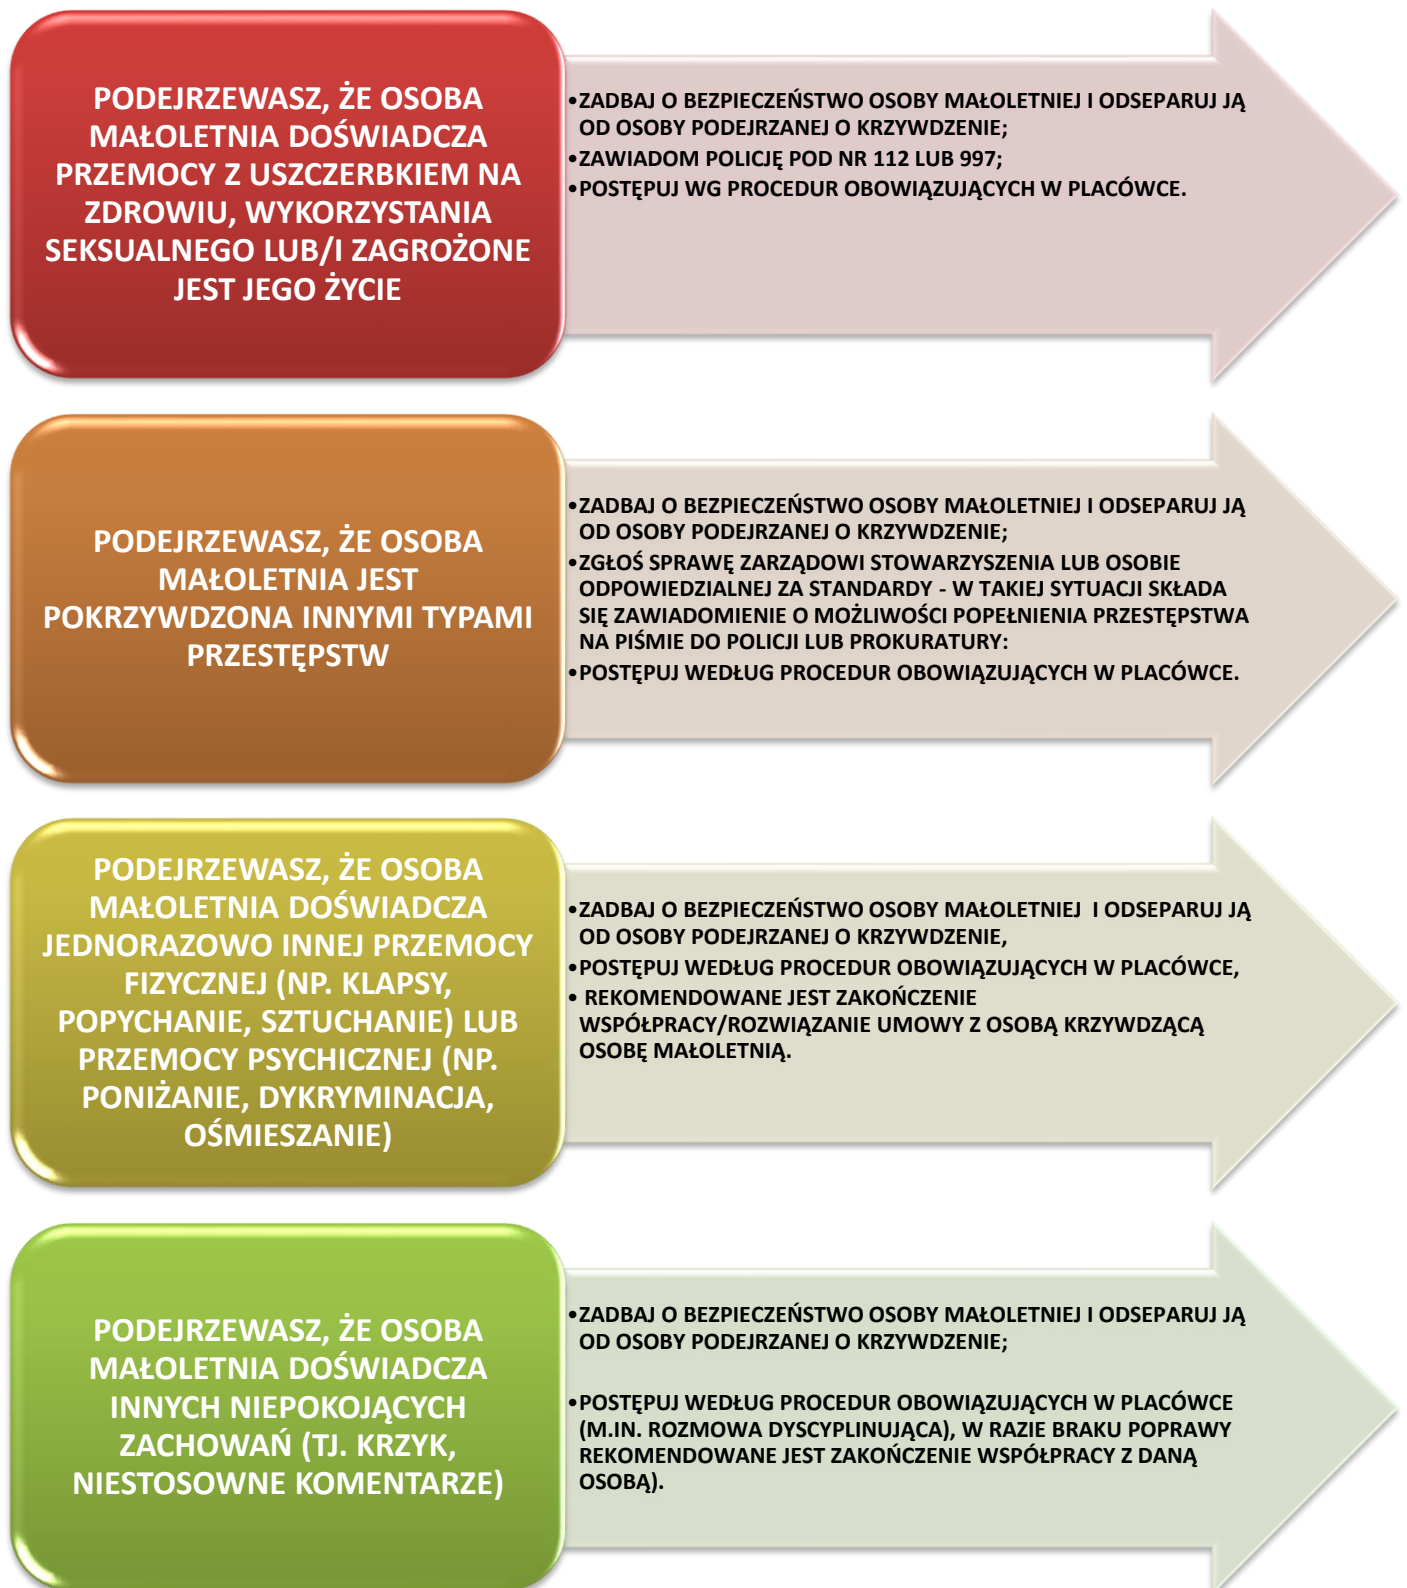 PODEJRZEWASZ, ŻE OSOBA
MAŁOLETNIA DOŚWIADCZA
PRZEMOCY Z USZCZERBKIEM NA
ZDROWIU, WYKORZYSTANIA
SEKSUALNEGO LUB/I ZAGROŻONE
JEST JEGO ŻYCIE
•ZADBAJ O BEZPIECZEŃSTWO OSOBY MAŁOLETNIEJ I ODSEPARUJ JĄ
OD OSOBY PODEJRZANEJ O KRZYWDZENIE;
•ZAWIADOM POLICJĘ POD NR 112 LUB 997;
•POSTĘPUJ WG PROCEDUR OBOWIĄZUJĄCYCH W PLACÓWCE.
PODEJRZEWASZ, ŻE OSOBA
MAŁOLETNIA JEST
POKRZYWDZONA INNYMI TYPAMI
PRZESTĘPSTW
•ZADBAJ O BEZPIECZEŃSTWO OSOBY MAŁOLETNIEJ I ODSEPARUJ JĄ
OD OSOBY PODEJRZANEJ O KRZYWDZENIE;
•ZGŁOŚ SPRAWĘ ZARZĄDOWI STOWARZYSZENIA LUB OSOBIE
ODPOWIEDZIALNEJ ZA STANDARDY - W TAKIEJ SYTUACJI SKŁADA
SIĘ ZAWIADOMIENIE O MOŻLIWOŚCI POPEŁNIENIA PRZESTĘPSTWA
NA PIŚMIE DO POLICJI LUB PROKURATURY:
•POSTĘPUJ WEDŁUG PROCEDUR OBOWIĄZUJĄCYCH W PLACÓWCE.
PODEJRZEWASZ, ŻE OSOBA
MAŁOLETNIA DOŚWIADCZA
JEDNORAZOWO INNEJ PRZEMOCY
FIZYCZNEJ (NP. KLAPSY,
POPYCHANIE, SZTUCHANIE) LUB
PRZEMOCY PSYCHICZNEJ (NP.
PONIŻANIE, DYKRYMINACJA,
OŚMIESZANIE)
•ZADBAJ O BEZPIECZEŃSTWO OSOBY MAŁOLETNIEJ  I ODSEPARUJ JĄ
OD OSOBY PODEJRZANEJ O KRZYWDZENIE,
•POSTĘPUJ WEDŁUG PROCEDUR OBOWIĄZUJĄCYCH W PLACÓWCE,
• REKOMENDOWANE JEST ZAKOŃCZENIE
WSPÓŁPRACY/ROZWIĄZANIE UMOWY Z OSOBĄ KRZYWDZĄCĄ
OSOBĘ MAŁOLETNIĄ.
PODEJRZEWASZ, ŻE OSOBA
MAŁOLETNIA DOŚWIADCZA
INNYCH NIEPOKOJĄCYCH
ZACHOWAŃ (TJ. KRZYK,
NIESTOSOWNE KOMENTARZE)
•ZADBAJ O BEZPIECZEŃSTWO OSOBY MAŁOLETNIEJ I ODSEPARUJ JĄ
OD OSOBY PODEJRZANEJ O KRZYWDZENIE;
•POSTĘPUJ WEDŁUG PROCEDUR OBOWIĄZUJĄCYCH W PLACÓWCE
(M.IN. ROZMOWA DYSCYPLINUJĄCA), W RAZIE BRAKU POPRAWY
REKOMENDOWANE JEST ZAKOŃCZENIE WSPÓŁPRACY Z DANĄ
OSOBĄ).